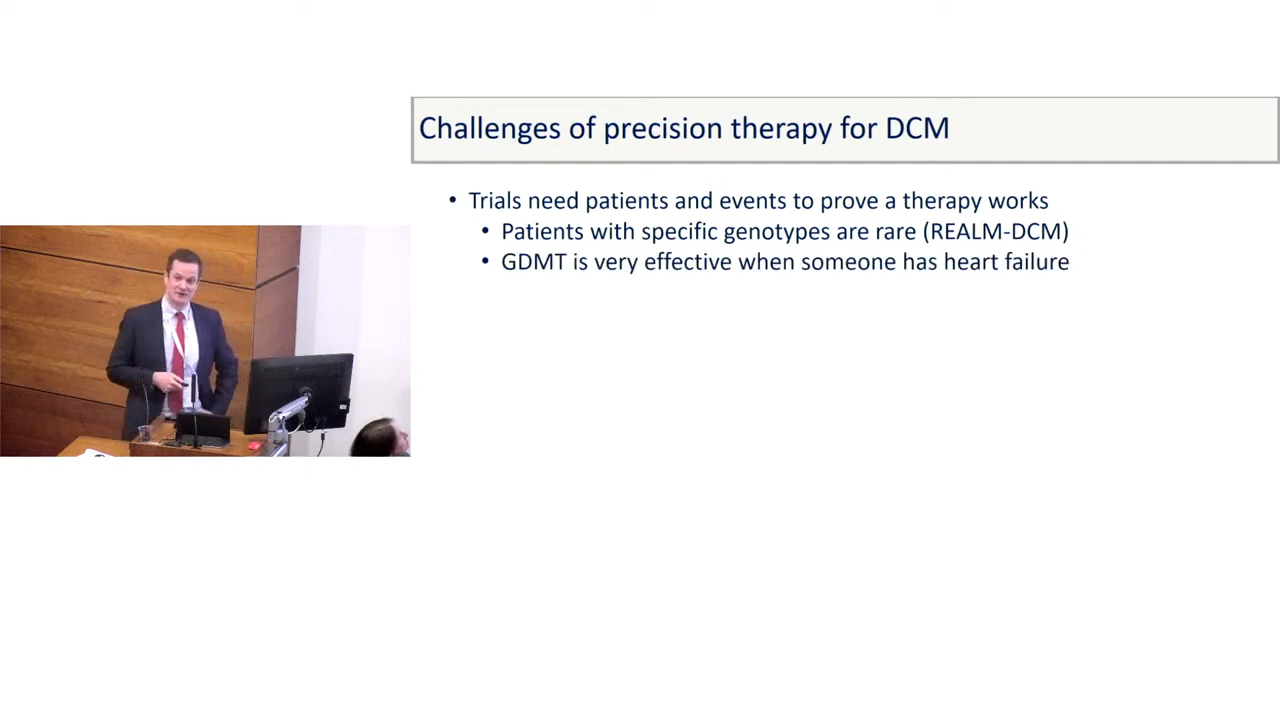 Challenges of precision therapy for DCM
• Trials need patients and events to prove a therapy works
• Patients with specific genotypes are rare (REALM-DCM)
• GDMT is very effective when someone has heart failure